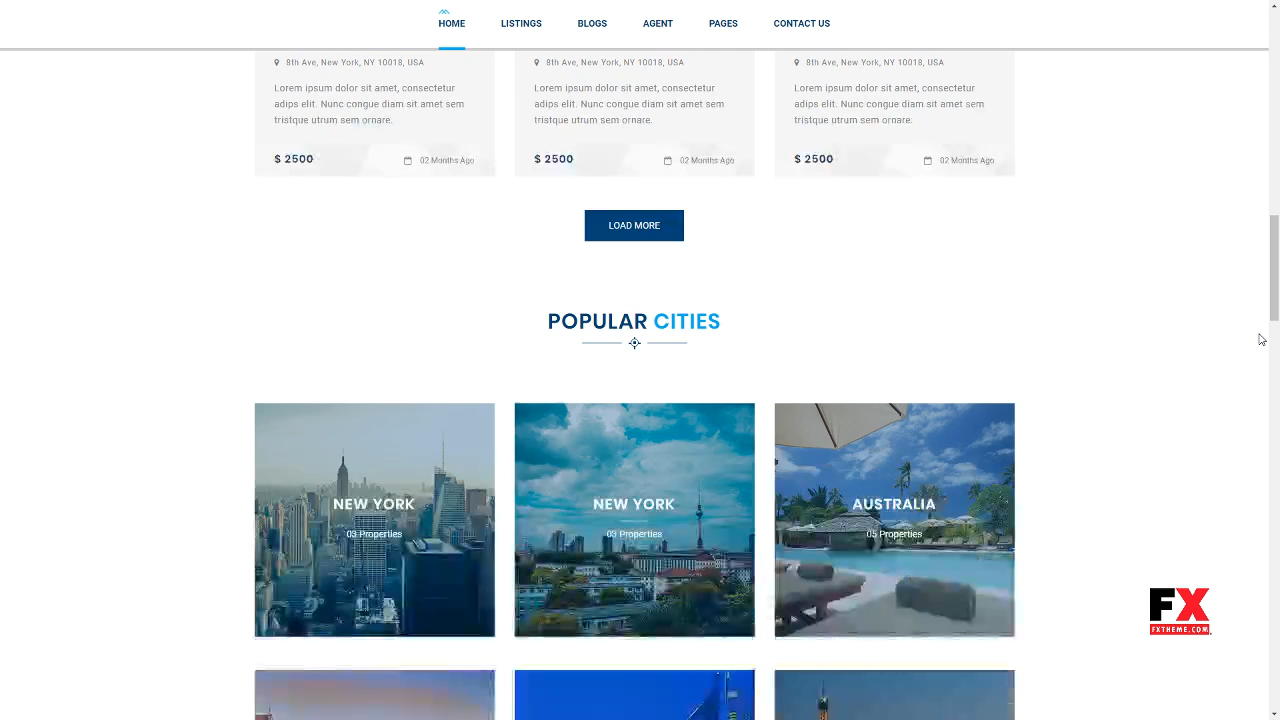 HOME LISTINGS BLOGS AGENT PAGES CONTACT US
8th Ave, New York, NY 10018, USA
Lorem ipsum dolor sit amet, consectetur
adips elit. Nunc congue diam sit amet sem
tristque utrum sem ornare.
$ 2500 02 Months Ago
8th Ave, New York, NY 10018, USA
Lorem ipsum dolor sit amet, consectetur
adips elit. Nunc congue diam sit amet sem
tristque utrum sem ornare.
$ 2500 02 Months Ago
8th Ave, New York, NY 10018, USA
Lorem ipsum dolor sit amet, consectetur
adips elit. Nunc congue diam sit amet sem
tristque utrum sem ornare.
$ 2500 02 Months Ago
LOAD MORE
POPULAR CITIES
NEW YORK
03 Properties
NEW YORK
03 Properties
AUSTRALIA
05 Properties
FX
FXTHEME.COM